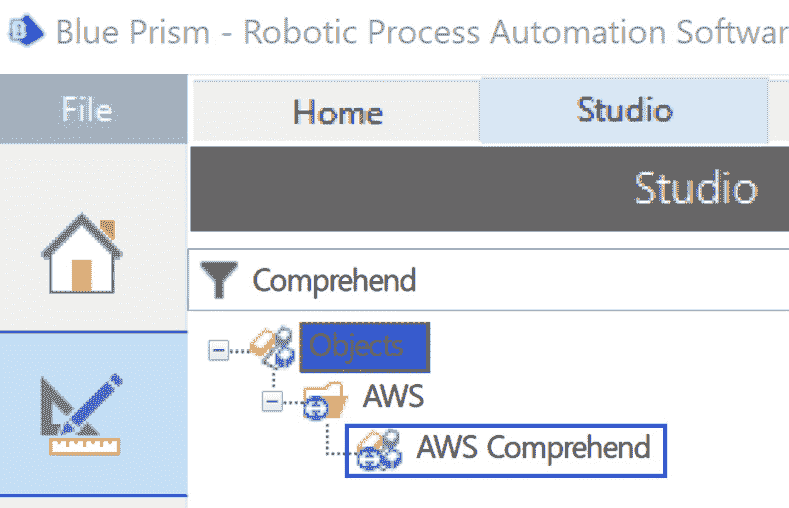 Blue Prism - Robotic Process Automation Softwar
File
Home
Studio
Studio
Comprehend
Objects
AWS
AWS Comprehend